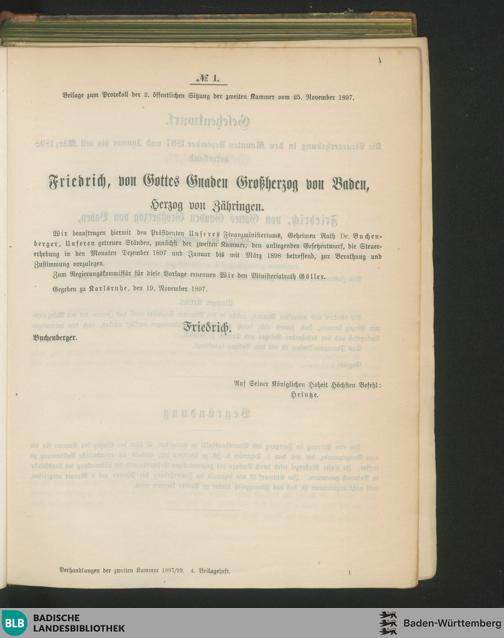 1
№ 1.
Beilage zum Protokoll der 2. öffentlichen Sitzung der zweiten Kammer vom 25. November 1897.
Friedrich, von Gottes Gnaden Großherzog von Baden,
Herzog von Zähringen.
Wir beauftragen hiermit den Präsidenten Unseres Finanzministeriums, Geheimen Rath Dr. Buchen-
berger, Unseren getreuen Ständen, zunächst der zweiten Kammer, den anliegenden Gesetzentwurf, die Steuer-
erhebung in den Monaten Dezember 1897 und Januar bis mit März 1898 betreffend, zur Berathung und
Zustimmung vorzulegen.
Zum Regierungskommissär für diese Vorlage ernennen Wir den Ministerialrath Göller.
Gegeben zu Karlsruhe, den 19. November 1897.
Friedrich.
Buchenberger.
Auf Seiner Königlichen Hoheit Höchsten Befehl:
Heintze.
Verhandlungen der zweiten Kammer 1897/99. 4. Beilagenheft.
1
BLB BADISCHE
LANDESBIBLIOTHEK
Baden-Württemberg